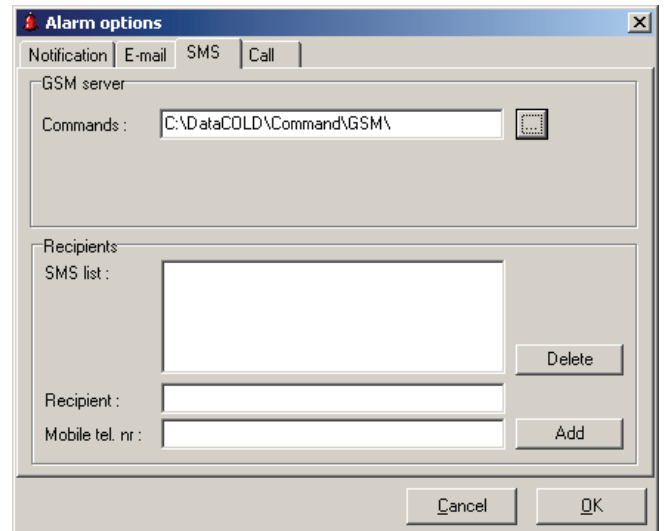 Alarm options
Notification E-mail SMS Call
GSM server
Commands : C:\DataCOLD\Command\GSM\ ...
Recipients
SMS list :
Delete
Recipient :
Mobile tel. nr : Add
Cancel OK